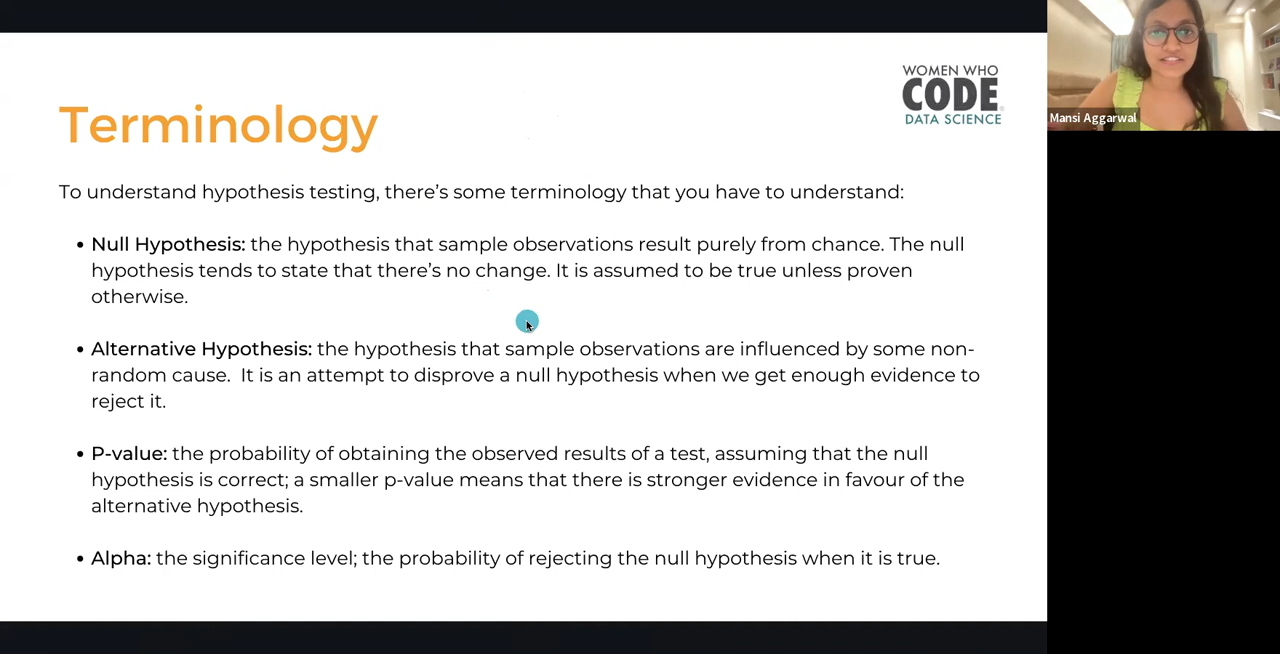 WOMEN WHO
CODE
DATA SCIENCE
Mansi Aggarwal
Terminology
To understand hypothesis testing, there's some terminology that you have to understand:
• Null Hypothesis: the hypothesis that sample observations result purely from chance. The null
hypothesis tends to state that there's no change. It is assumed to be true unless proven
otherwise.
• Alternative Hypothesis: the hypothesis that sample observations are influenced by some non-
random cause.  It is an attempt to disprove a null hypothesis when we get enough evidence to
reject it.
• P-value: the probability of obtaining the observed results of a test, assuming that the null
hypothesis is correct; a smaller p-value means that there is stronger evidence in favour of the
alternative hypothesis.
• Alpha: the significance level; the probability of rejecting the null hypothesis when it is true.